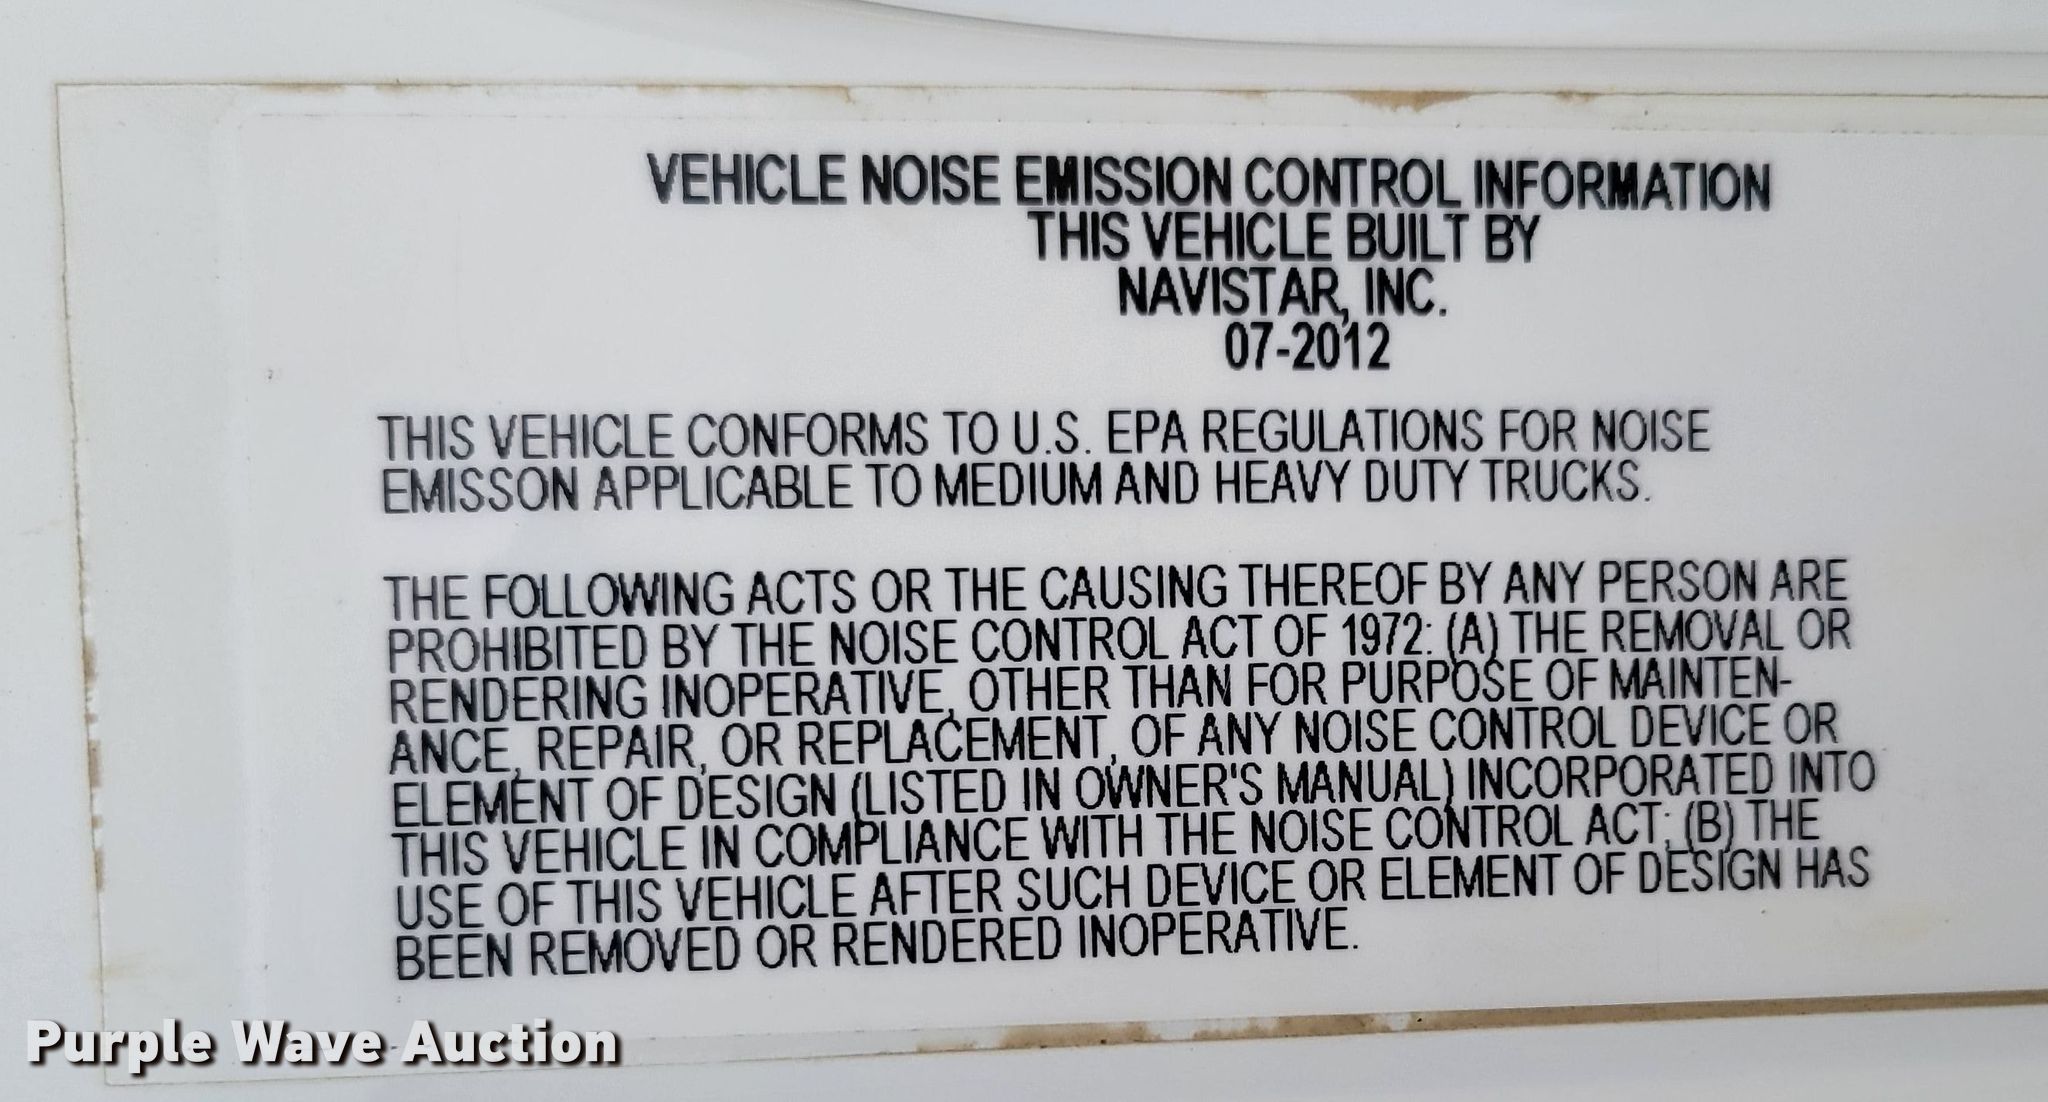 VEHICLE NOISE EMISSION CONTROL INFORMATION
THIS VEHICLE BUILT BY
NAVISTAR, INC.
07-2012
THIS VEHICLE CONFORMS TO U.S. EPA REGULATIONS FOR NOISE
EMISSON APPLICABLE TO MEDIUM AND HEAVY DUTY TRUCKS.
THE FOLLOWING ACTS OR THE CAUSING THEREOF BY ANY PERSON ARE
PROHIBITED BY THE NOISE CONTROL ACT OF 1972: (A) THE REMOVAL OR
RENDERING INOPERATIVE, OTHER THAN FOR PURPOSE OF MAINTEN-
ANCE, REPAIR, OR REPLACEMENT, OF ANY NOISE CONTROL DEVICE OR
ELEMENT OF DESIGN (LISTED IN OWNER'S MANUAL) INCORPORATED INTO
THIS VEHICLE IN COMPLIANCE WITH THE NOISE CONTROL ACT; (B) THE
USE OF THIS VEHICLE AFTER SUCH DEVICE OR ELEMENT OF DESIGN HAS
BEEN REMOVED OR RENDERED INOPERATIVE.
Purple Wave Auction